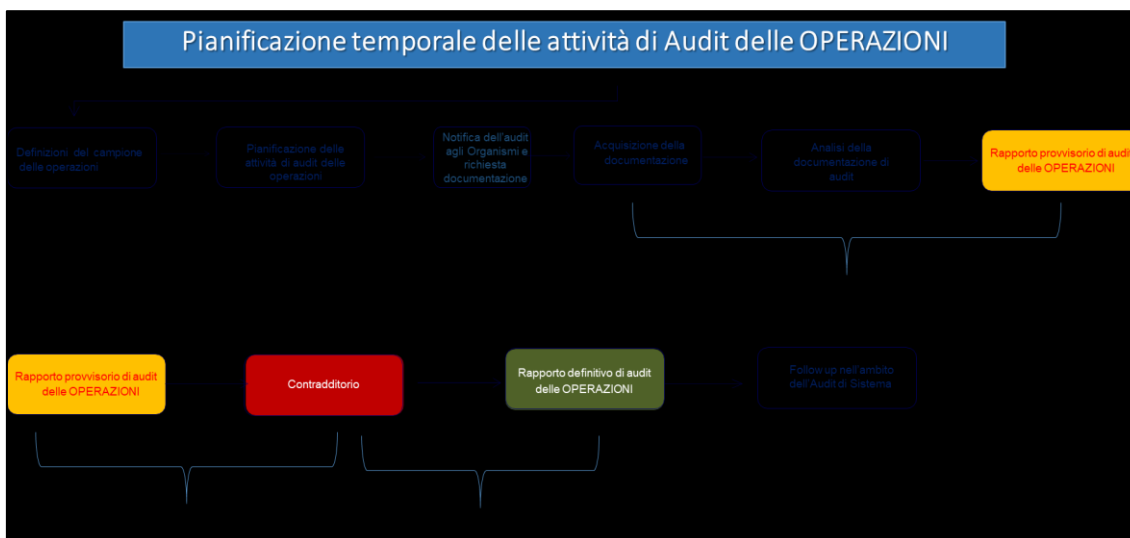 Pianificazione temporale delle attività di Audit delle OPERAZIONI
Definizioni del campione
delle operazioni
Pianificazione delle
attività di audit delle
operazioni
Notifica dell'audit
agli Organismi e
richiesta
documentazione
Acquisizione della
documentazione
Analisi della
documentazione di
audit
Rapporto provvisorio di audit
delle OPERAZIONI
Rapporto provvisorio di audit
delle OPERAZIONI
Contradditorio
Rapporto definitivo di audit
delle OPERAZIONI
Follow up nell'ambito
dell'Audit di Sistema